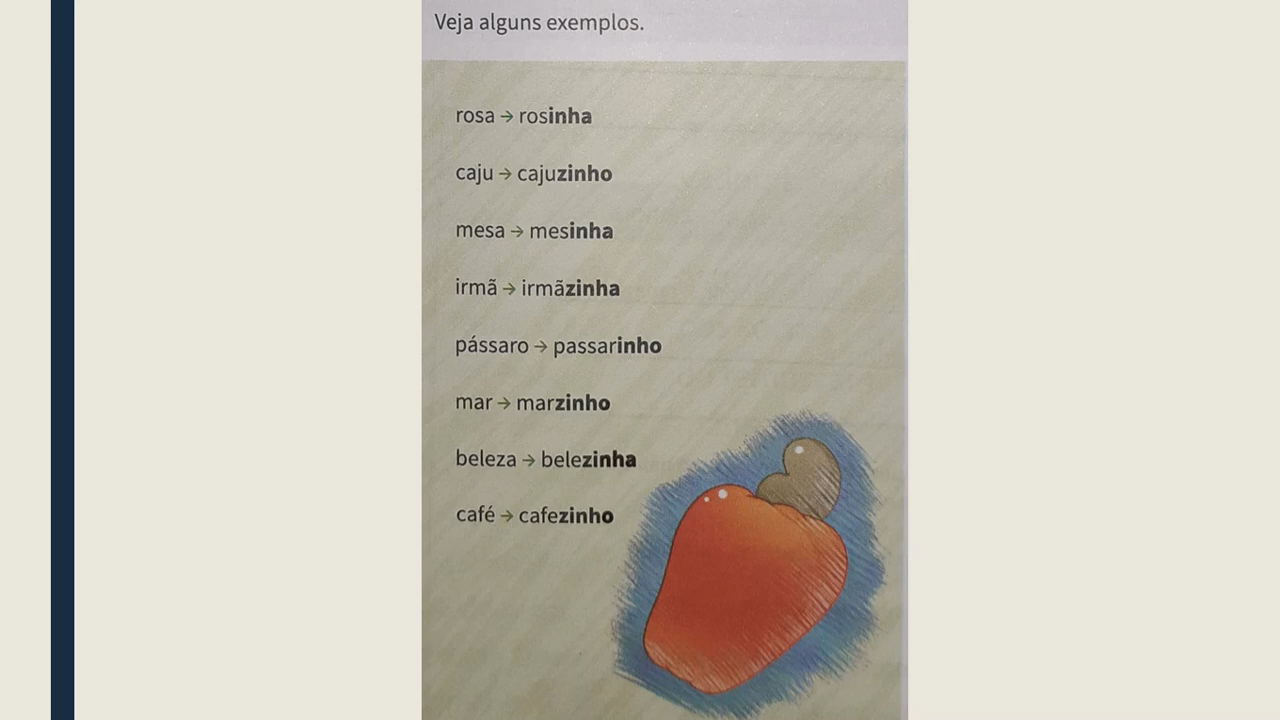 Veja alguns exemplos.
rosa → rosinha
caju → cajuzinho
mesa → mesinha
irmã → irmãzinha
pássaro → passarinho
mar → marzinho
beleza → belezinha
café → cafezinho